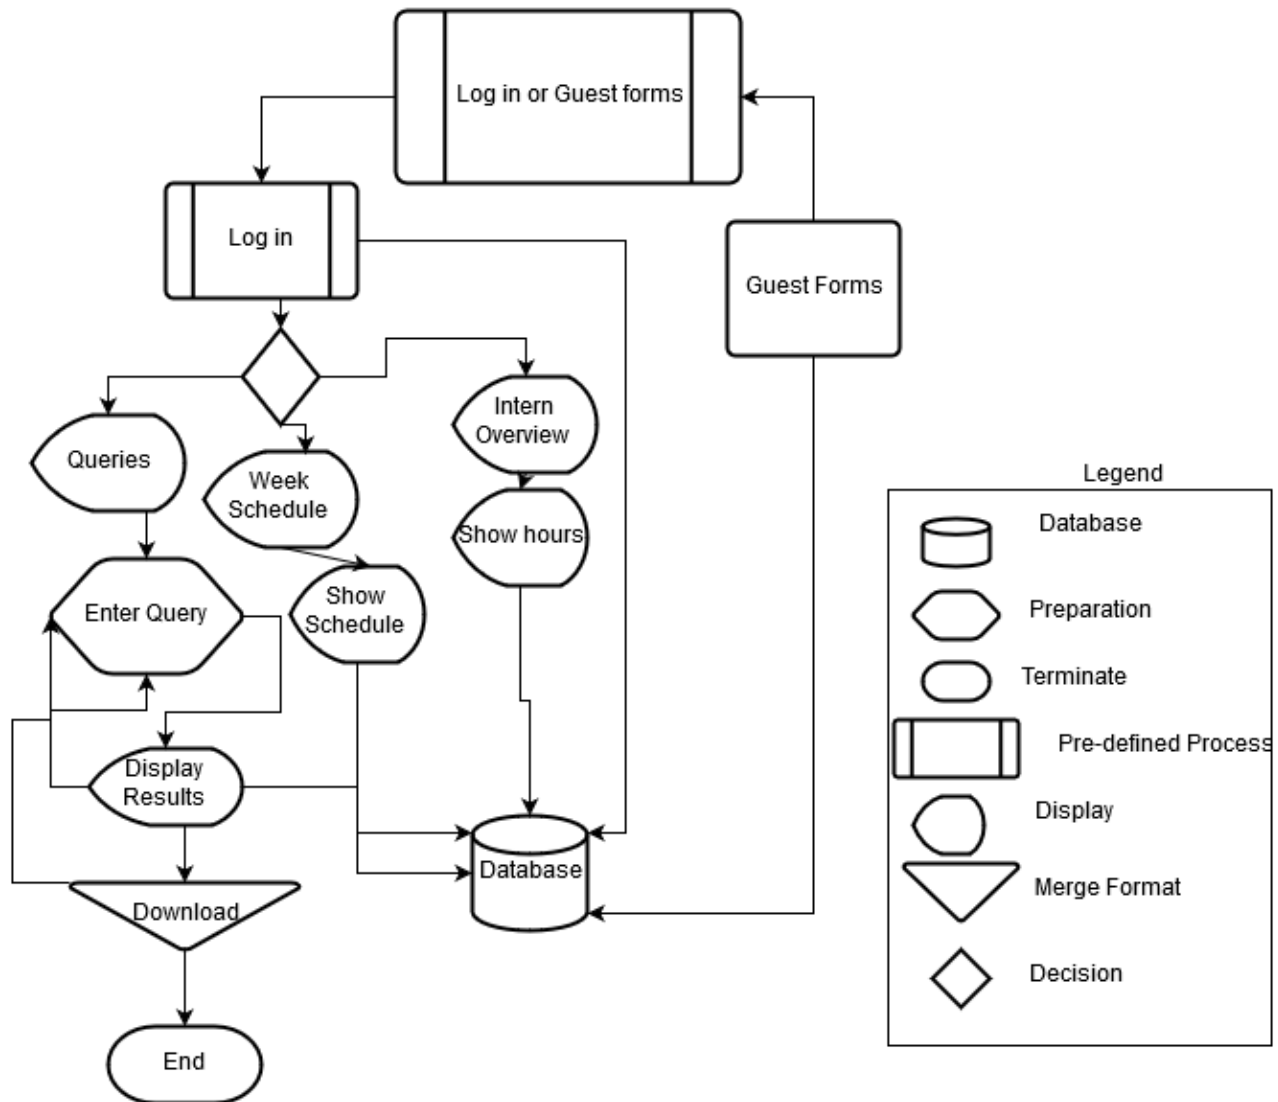 Log in or Guest forms
Log in
Guest Forms
Intern
Overview
Queries
Week
Schedule
Show hours
Enter Query
Show
Schedule
Display
Results
Database
Download
End
Legend
Database
Preparation
Terminate
Pre-defined Process
Display
Merge Format
Decision